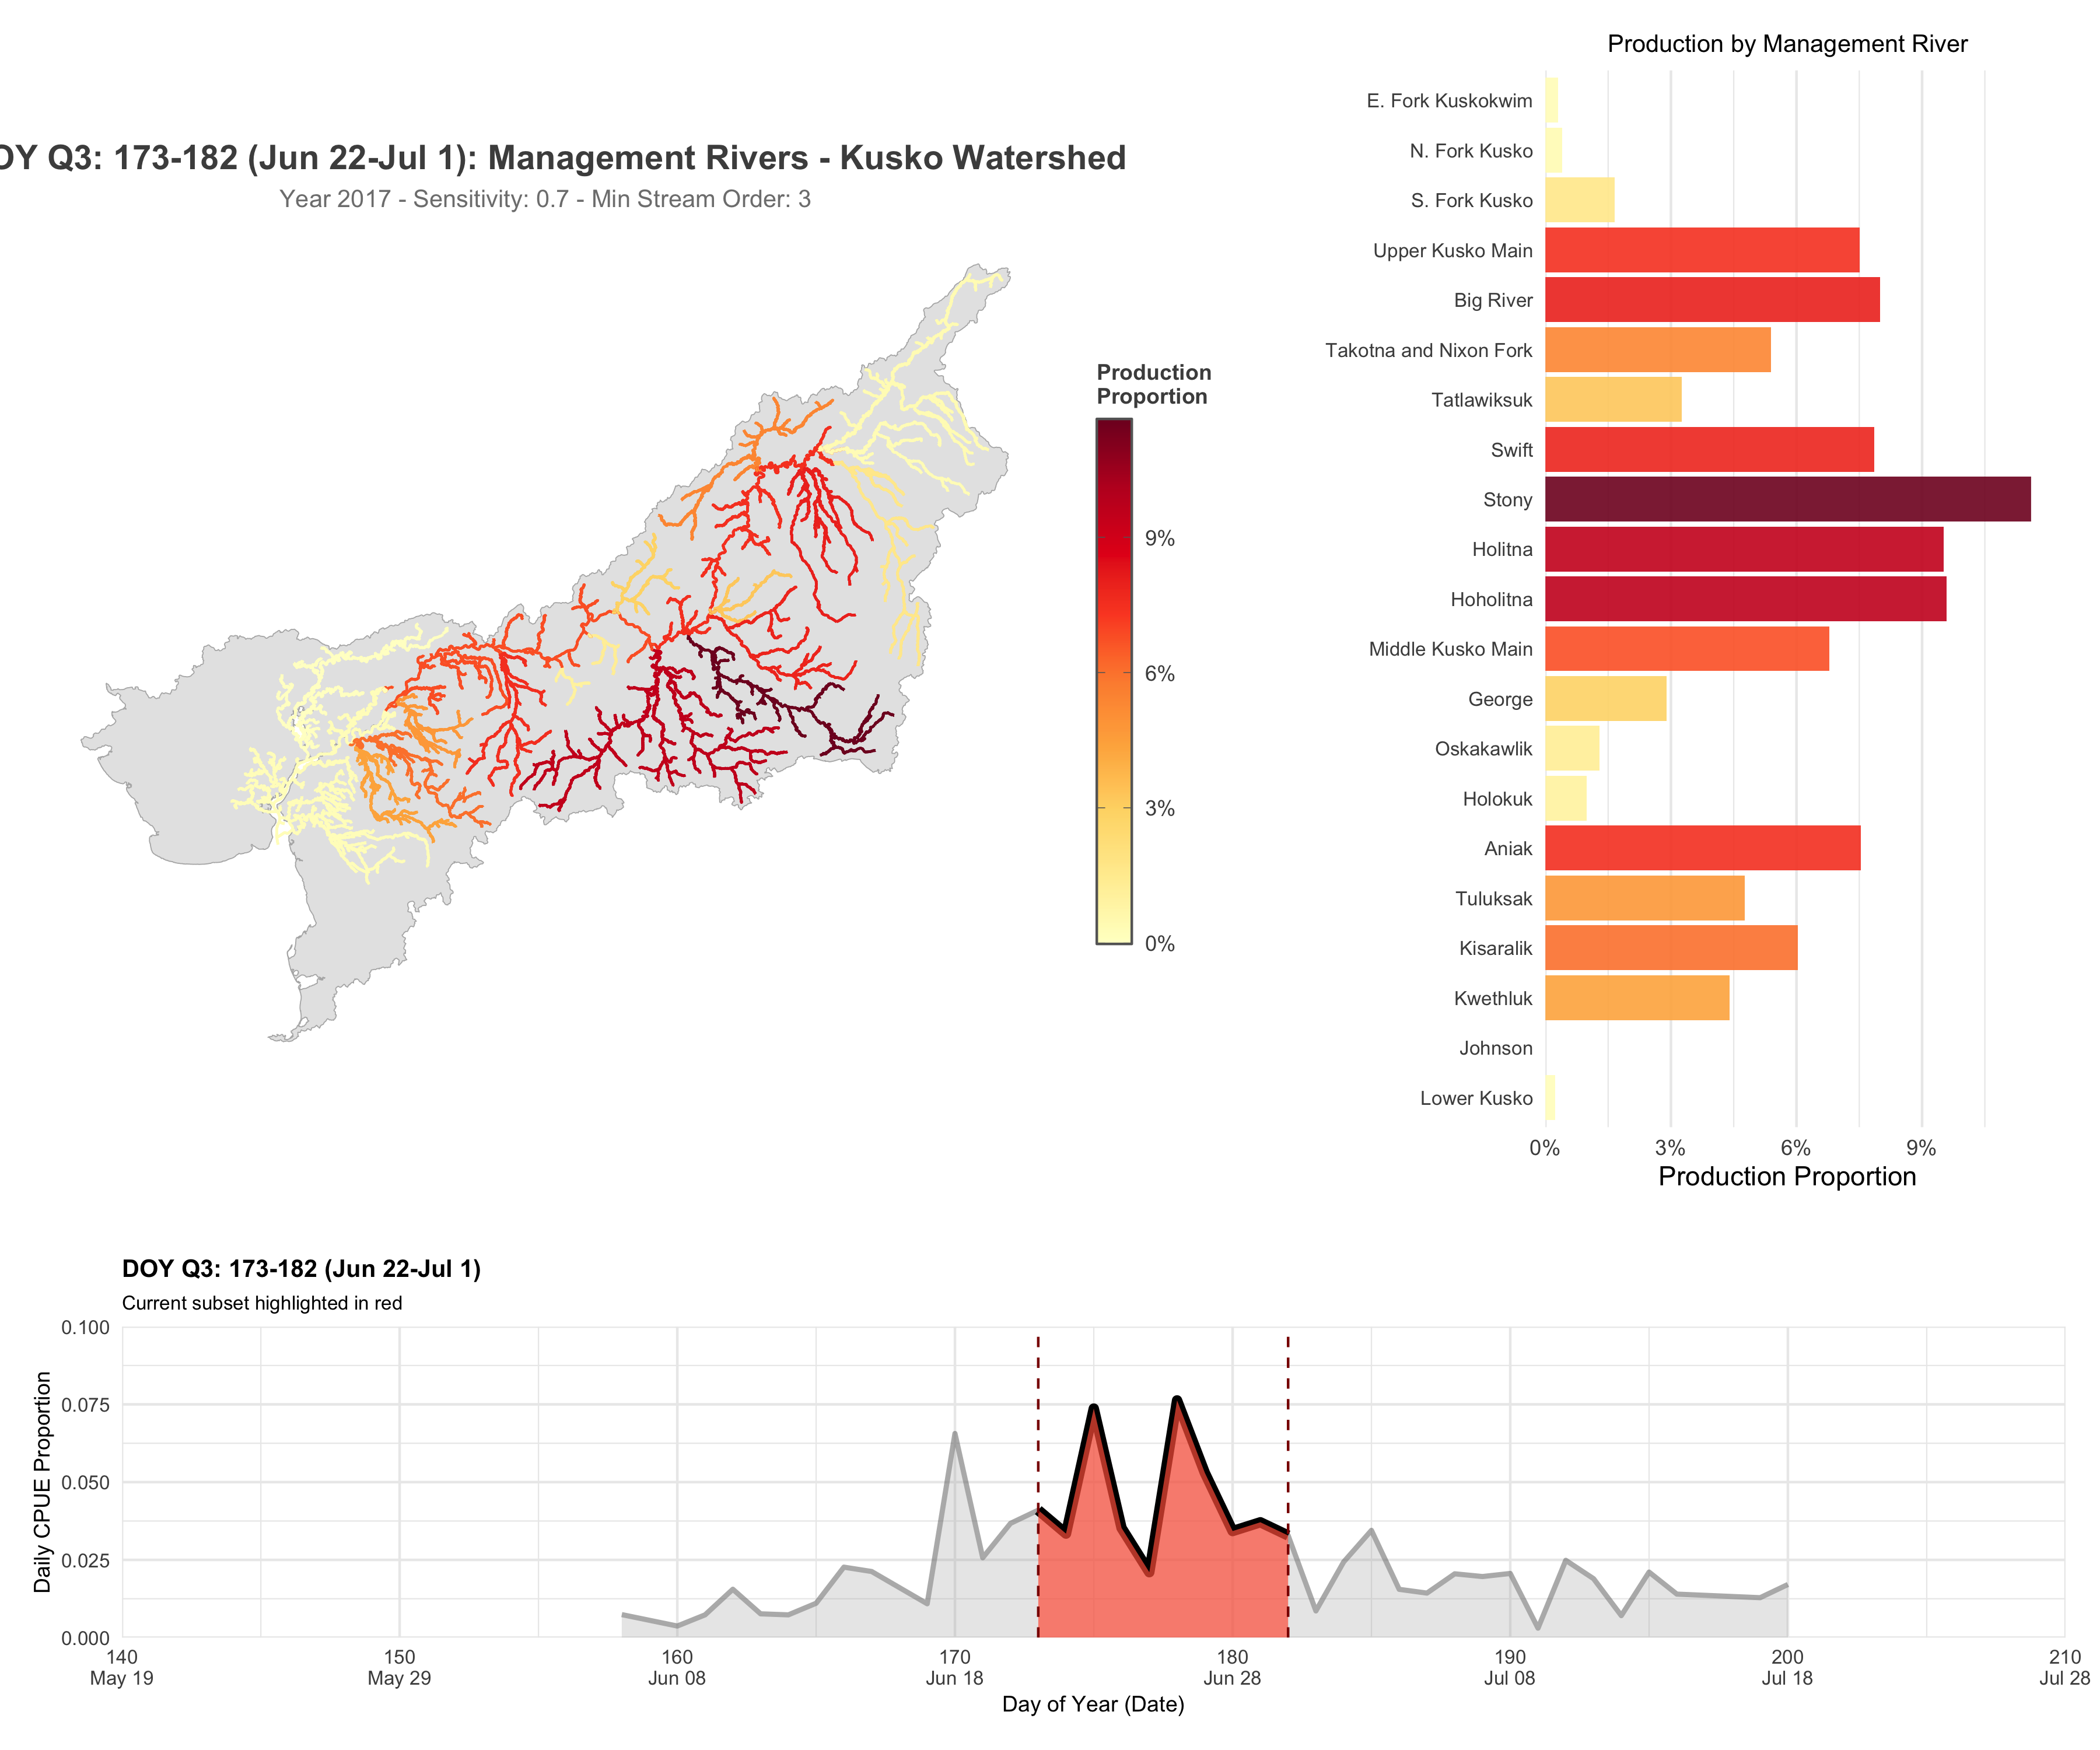 OY Q3: 173-182 (Jun 22-Jul 1): Management Rivers - Kusko Watershed
Year 2017 - Sensitivity: 0.7 - Min Stream Order: 3
Production
Proportion
9%
6%
3%
0%
Production by Management River
E. Fork Kuskokwim
N. Fork Kusko
S. Fork Kusko
Upper Kusko Main
Big River
Takotna and Nixon Fork
Tatlawiksuk
Swift
Stony
Holitna
Hoholitna
Middle Kusko Main
George
Oskakawlik
Holokuk
Aniak
Tuluksak
Kisaralik
Kwethluk
Johnson
Lower Kusko
0% 3% 6% 9%
Production Proportion
DOY Q3: 173-182 (Jun 22-Jul 1)
Current subset highlighted in red
Daily CPUE Proportion
0.100
0.075
0.050
0.025
0.000
140 150 160 170 180 190 200 210
May 19 May 29 Jun 08 Jun 18 Jun 28 Jul 08 Jul 18 Jul 28
Day of Year (Date)